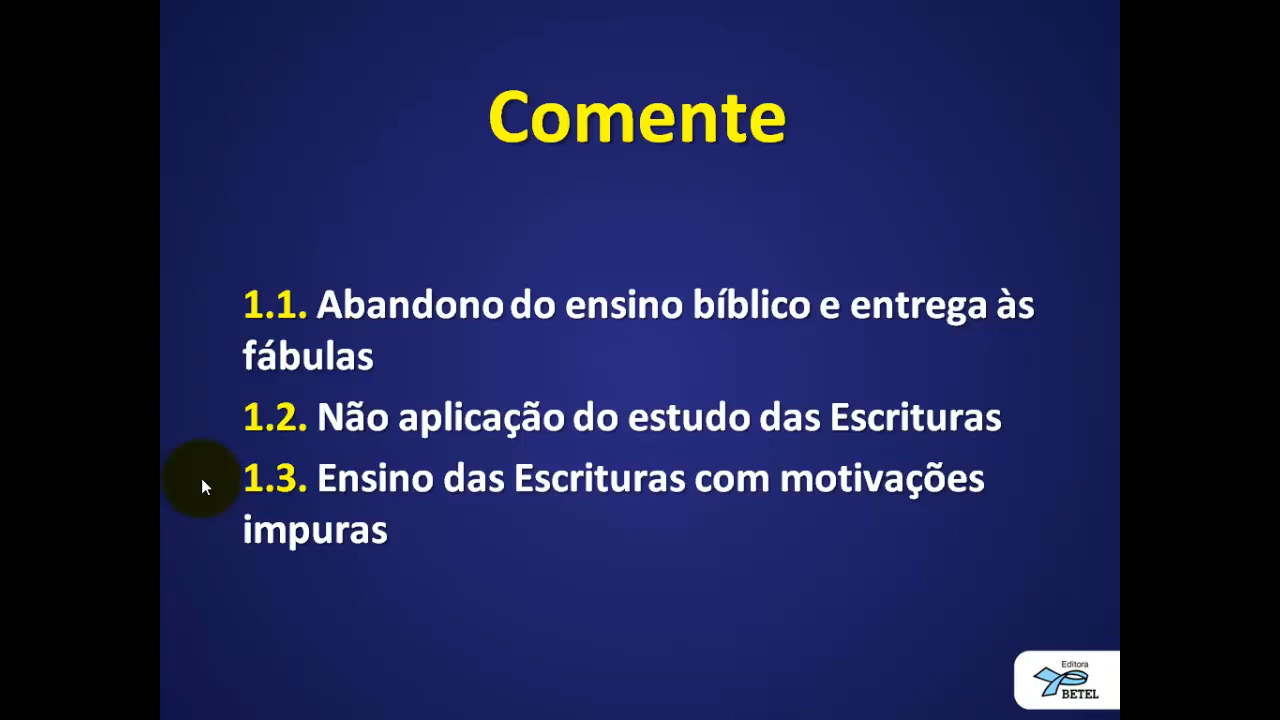 Comente
1.1. Abandono do ensino bíblico e entrega às
fábulas
1.2. Não aplicação do estudo das Escrituras
1.3. Ensino das Escrituras com motivações
impuras
Editora
BETEL